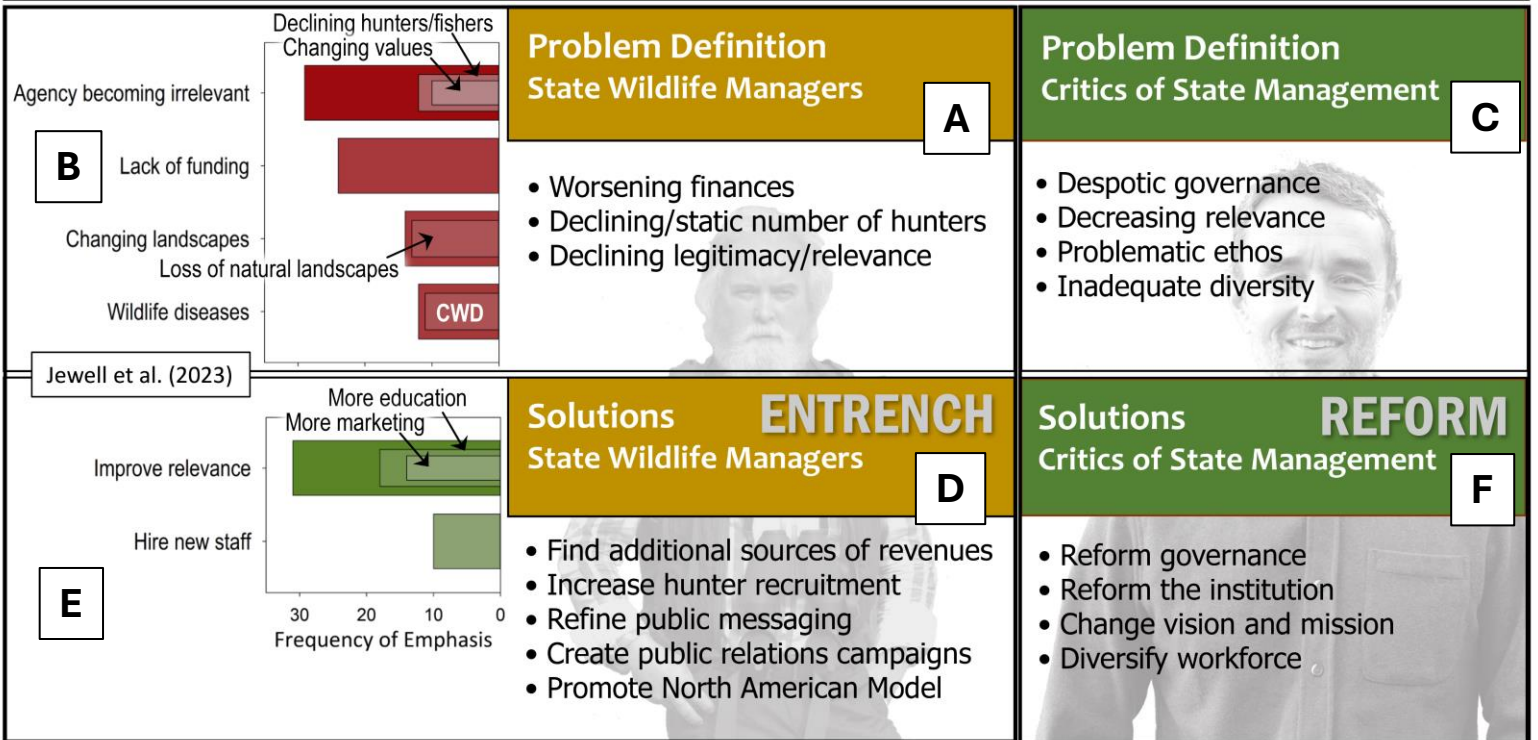 Declining hunters/fishers
Changing values
Agency becoming irrelevant
B
Lack of funding
Changing landscapes
Loss of natural landscapes
Wildlife diseases
CWD
Problem Definition
State Wildlife Managers
A
• Worsening finances
• Declining/static number of hunters
• Declining legitimacy/relevance
Problem Definition
Critics of State Management
C
• Despotic governance
• Decreasing relevance
• Problematic ethos
• Inadequate diversity
Jewell et al. (2023)
More education
More marketing
Improve relevance
Hire new staff
E
30 20 10 0
Frequency of Emphasis
Solutions ENTRENCH
State Wildlife Managers
D
• Find additional sources of revenues
• Increase hunter recruitment
• Refine public messaging
• Create public relations campaigns
• Promote North American Model
Solutions REFORM
Critics of State Management
F
• Reform governance
• Reform the institution
• Change vision and mission
• Diversify workforce